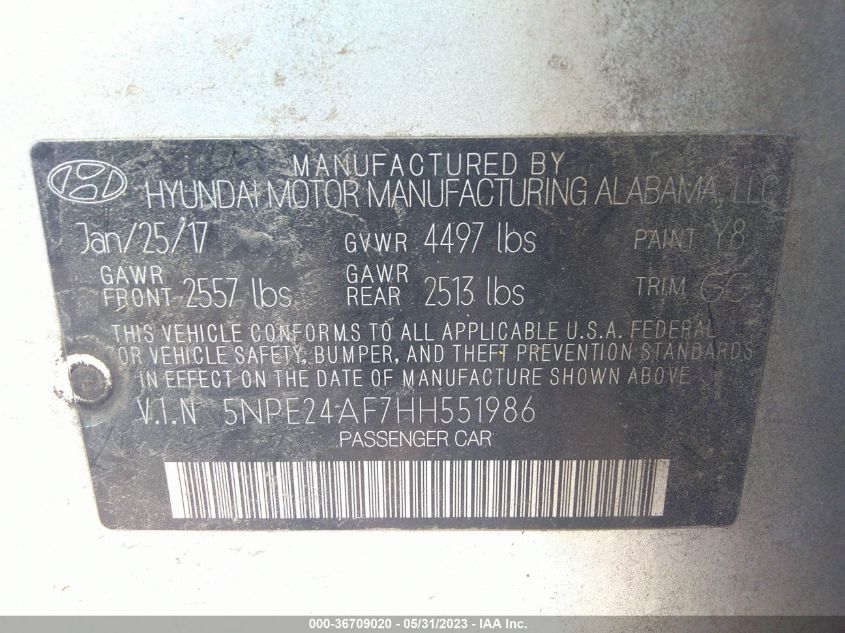 MANUFACTURED BY
HYUNDAI MOTOR MANUFACTURING ALABAMA, LLC
Jan/25/17 GVWR 4497 lbs PAINT Y8
GAWR FRONT 2557 lbs GAWR REAR 2513 lbs TRIM GG
THIS VEHICLE CONFORMS TO ALL APPLICABLE U.S.A. FEDERAL
OR VEHICLE SAFETY, BUMPER, AND THEFT PREVENTION STANDARDS
IN EFFECT ON THE DATE OF MANUFACTURE SHOWN ABOVE
V.I.N 5NPE24AF7HH551986
PASSENGER CAR
000-36709020 - 05/31/2023 - IAA Inc.